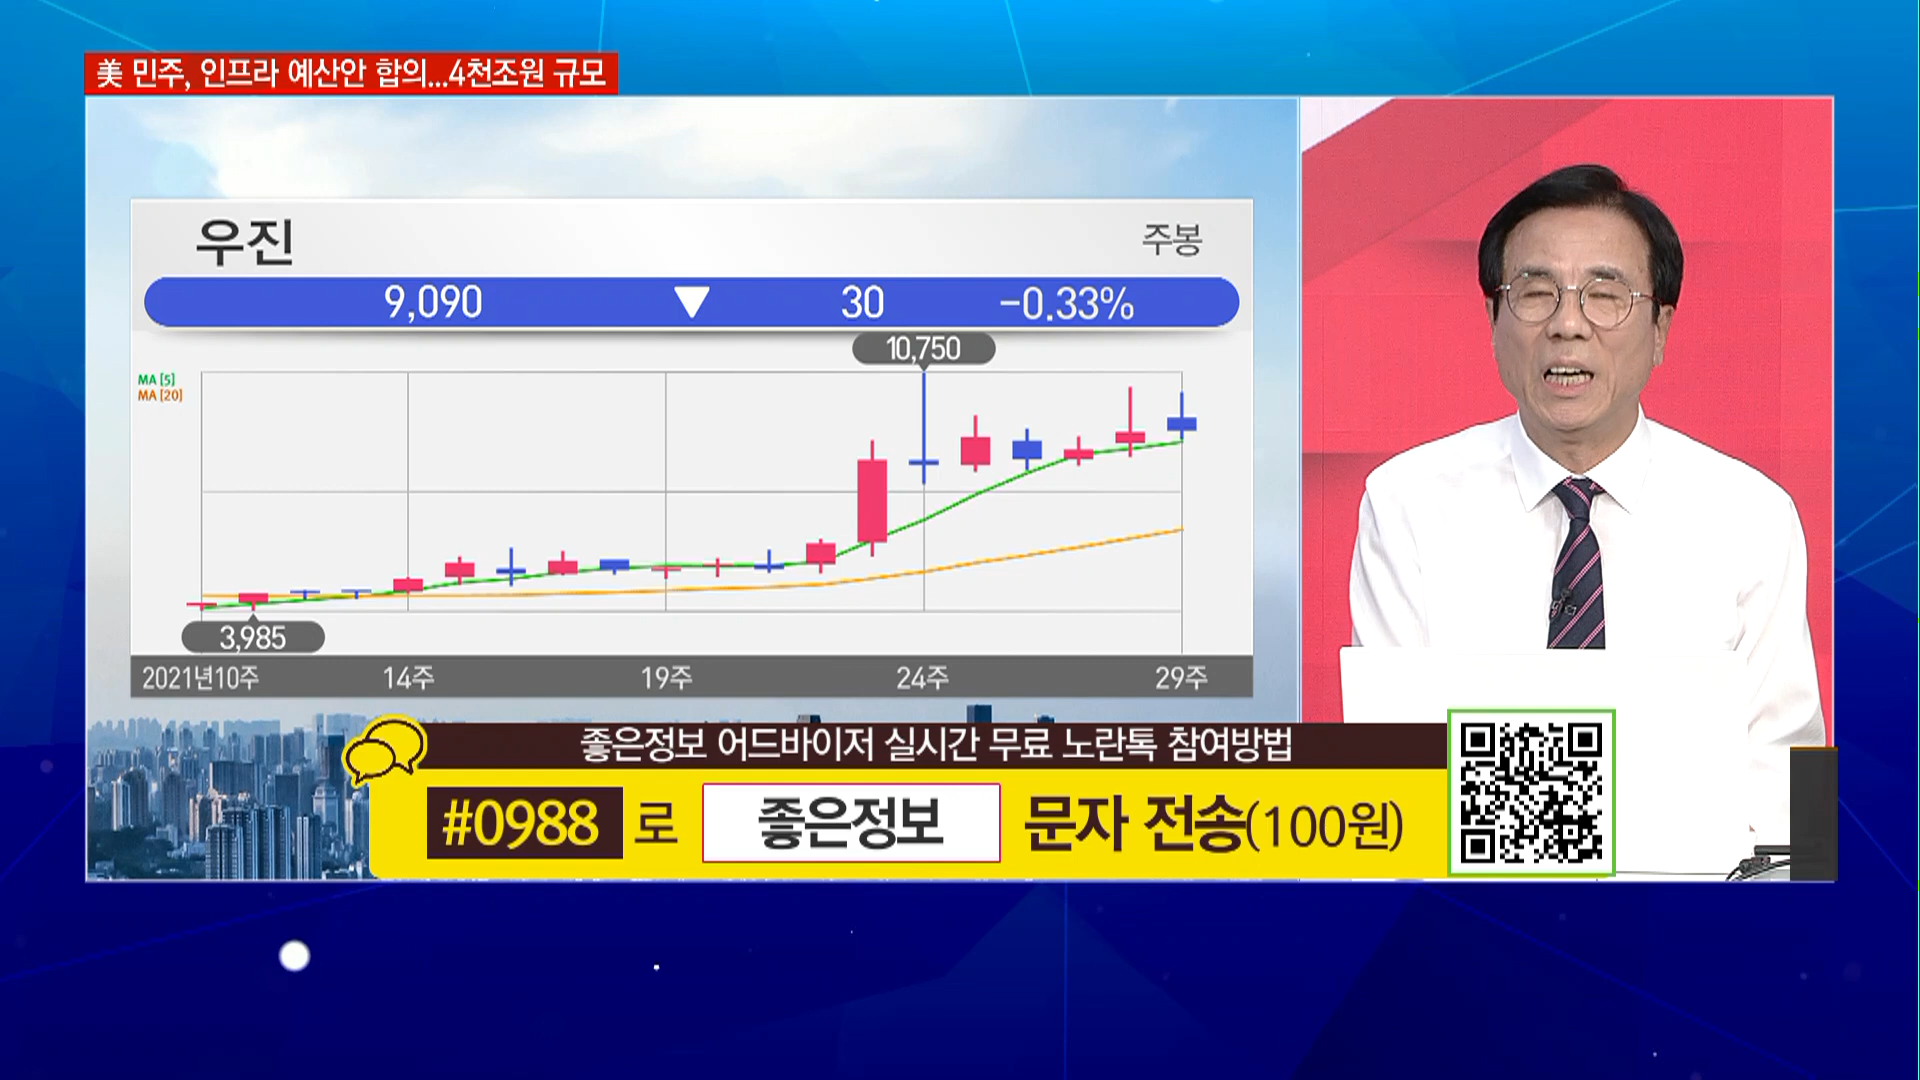 美 민주, 인프라 예산안 합의...4천조원 규모
우진
주봉
9,090 ▼ 30 -0.33%
10,750
MA [5]
MA [20]
3,985
2021년10주 14주 19주 24주 29주
좋은정보 어드바이저 실시간 무료 노란톡 참여방법
#0988 로 좋은정보 문자 전송(100원)